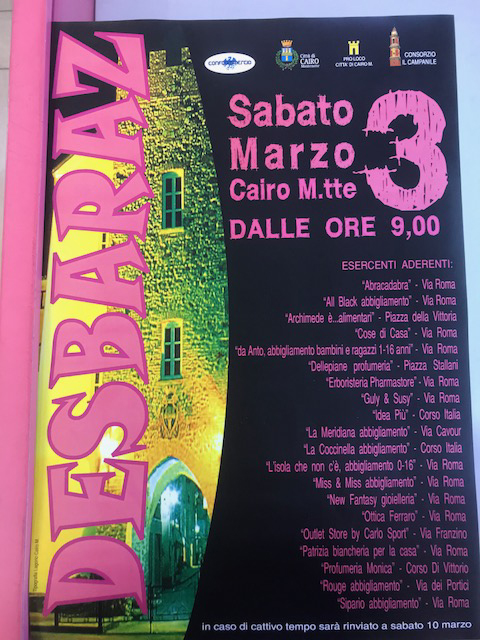 DESBARAZ
CONFCOMMERCIO
Città di
CAIRO
Montenotte
PRO LOCO
CITTA' DI CAIRO M.
CONSORZIO
IL CAMPANILE
Sabato 3
Marzo
Cairo M.tte
DALLE ORE 9,00
ESERCENTI ADERENTI:
"Abracadabra" - Via Roma
"All Black abbigliamento" - Via Roma
"Archimede è...alimentari" - Piazza della Vittoria
"Cose di Casa" - Via Roma
"da Anto, abbigliamento bambini e ragazzi 1-16 anni" - Via Roma
"Dellepiane profumeria" - Piazza Stallani
"Erboristeria Pharmastore" - Via Roma
"Guly & Susy" - Via Roma
"Idea Più" - Corso Italia
"La Meridiana abbigliamento" - Via Cavour
"La Coccinella abbigliamento" - Corso Italia
"L'isola che non c'è, abbigliamento 0-16" - Via Roma
"Miss & Miss abbigliamento" - Via Roma
"New Fantasy gioielleria" - Via Roma
"Ottica Ferraro" - Via Roma
"Outlet Store by Carlo Sport" - Via Franzino
"Patrizia biancheria per la casa" - Via Roma
"Profumeria Monica" - Corso Di Vittorio
"Rouge abbigliamento" - Via dei Portici
"Sipario abbigliamento" - Via Roma
in caso di cattivo tempo sarà rinviato a sabato 10 marzo